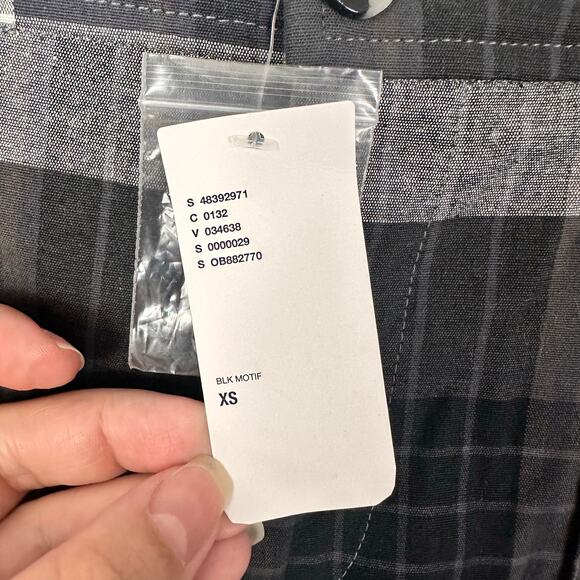 S 48392971
C 0132
V 034638
S 0000029
S OB882770
BLK MOTIF
XS